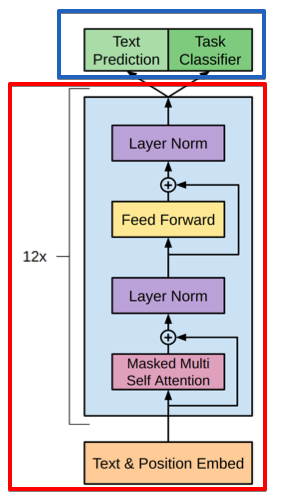 Text
Prediction
Task
Classifier
Layer Norm
Feed Forward
12x
Layer Norm
Masked Multi
Self Attention
Text & Position Embed